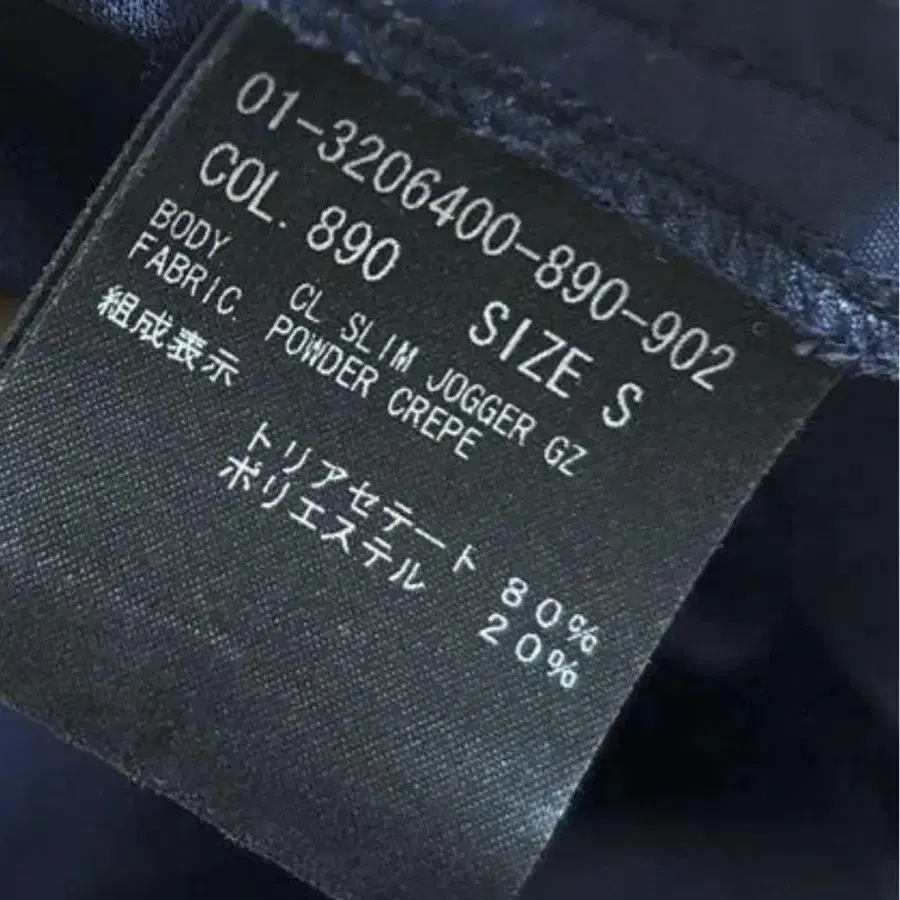 01-3206400-890-902
COL. 890 SIZE S
BODY CL SLIM JOGGER GZ
FABRIC. POWDER CREPE
組成表示
トリアセテート 80%
ポリエステル 20%